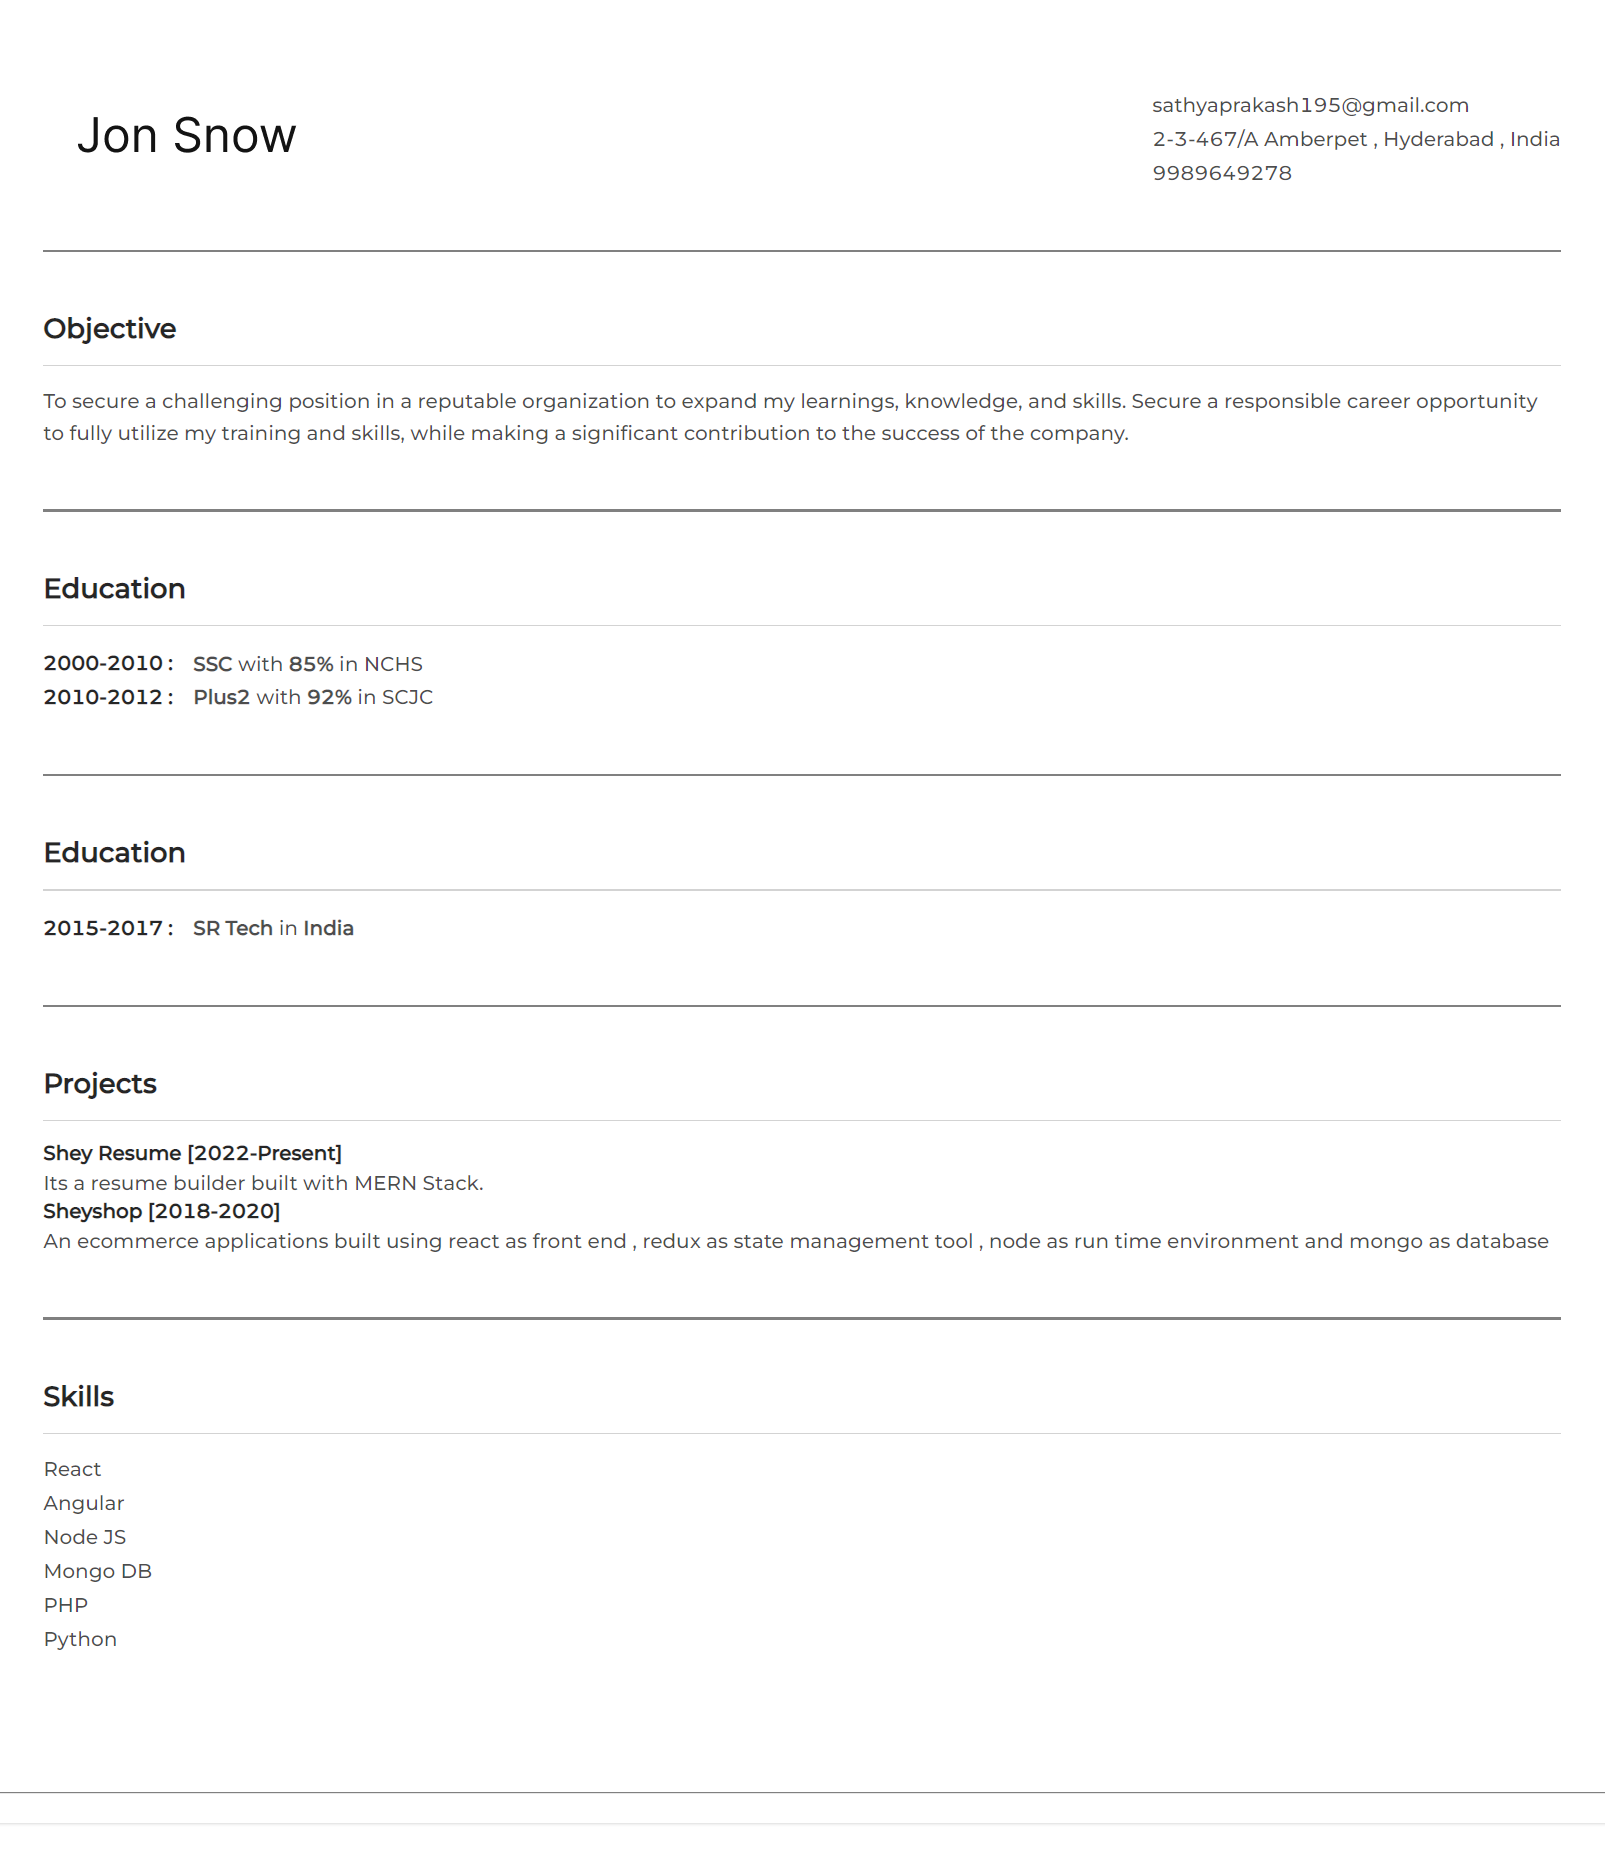 Jon Snow
sathyaprakash195@gmail.com
2-3-467/A Amberpet , Hyderabad , India
9989649278
Objective
To secure a challenging position in a reputable organization to expand my learnings, knowledge, and skills. Secure a responsible career opportunity
to fully utilize my training and skills, while making a significant contribution to the success of the company.
Education
2000-2010 : SSC with 85% in NCHS
2010-2012 : Plus2 with 92% in SCJC
Education
2015-2017 : SR Tech in India
Projects
Shey Resume [2022-Present]
Its a resume builder built with MERN Stack.
Sheyshop [2018-2020]
An ecommerce applications built using react as front end , redux as state management tool , node as run time environment and mongo as database
Skills
React
Angular
Node JS
Mongo DB
PHP
Python